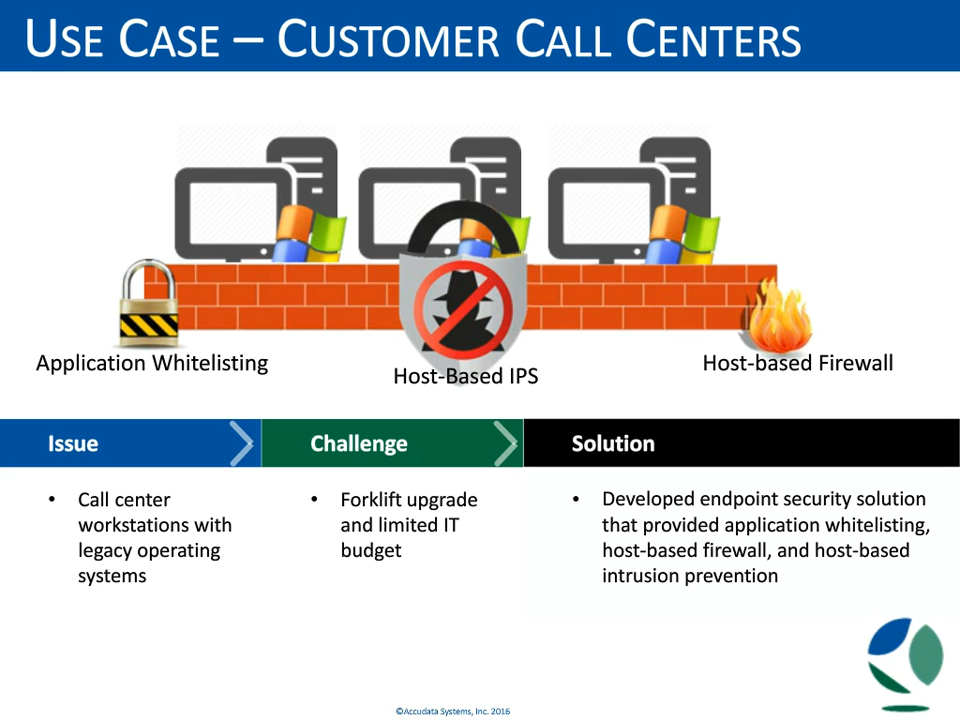 USE CASE – CUSTOMER CALL CENTERS
Application Whitelisting
Host-Based IPS
Host-based Firewall
Issue
Challenge
Solution
• Call center
workstations with
legacy operating
systems
• Forklift upgrade
and limited IT
budget
• Developed endpoint security solution
that provided application whitelisting,
host-based firewall, and host-based
intrusion prevention
©Accudata Systems, Inc. 2016